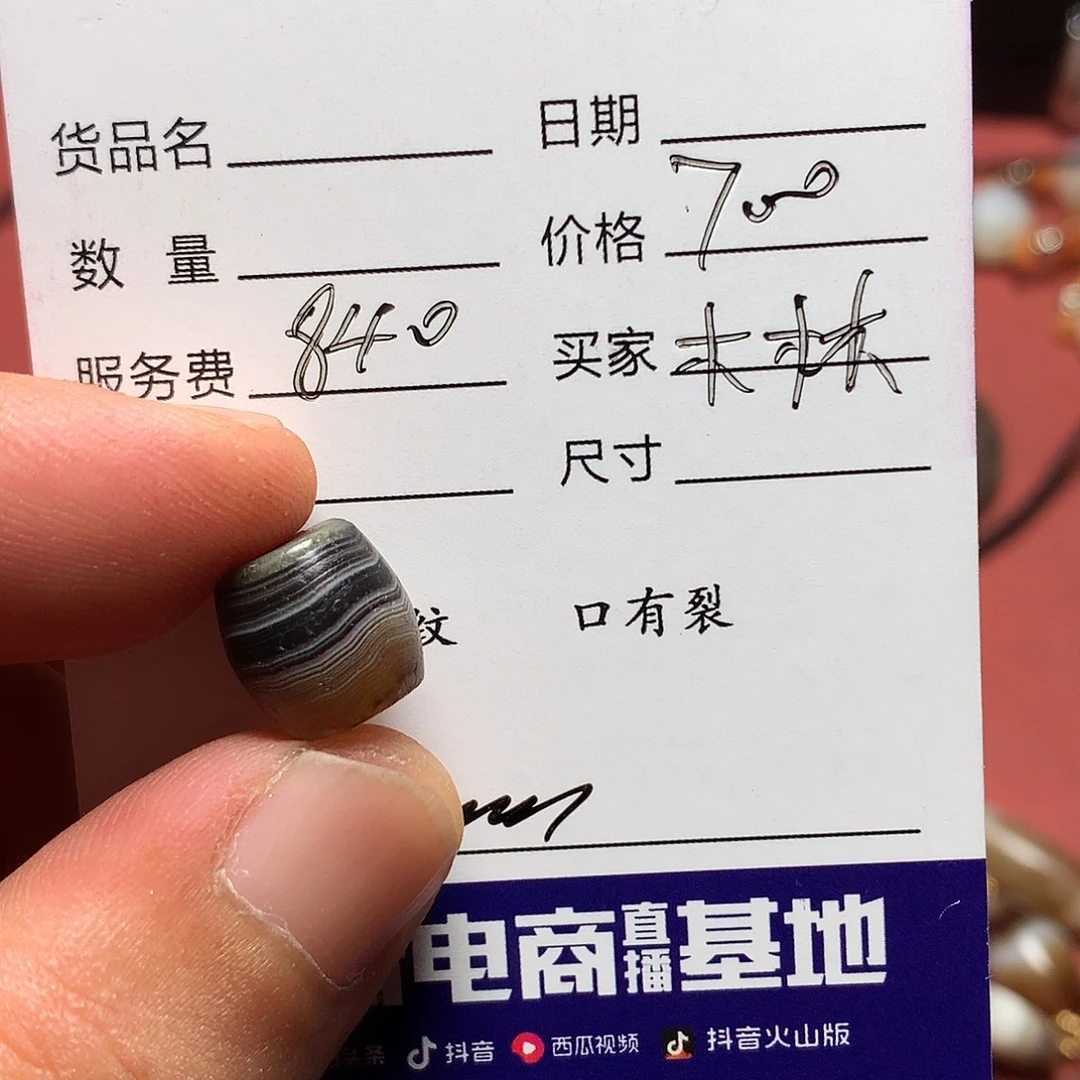 货品名 日期
数量 价格 700
服务费 840 买家 木林
尺寸
纹 口有裂
电商直播基地
头条 抖音 西瓜视频 抖音火山版